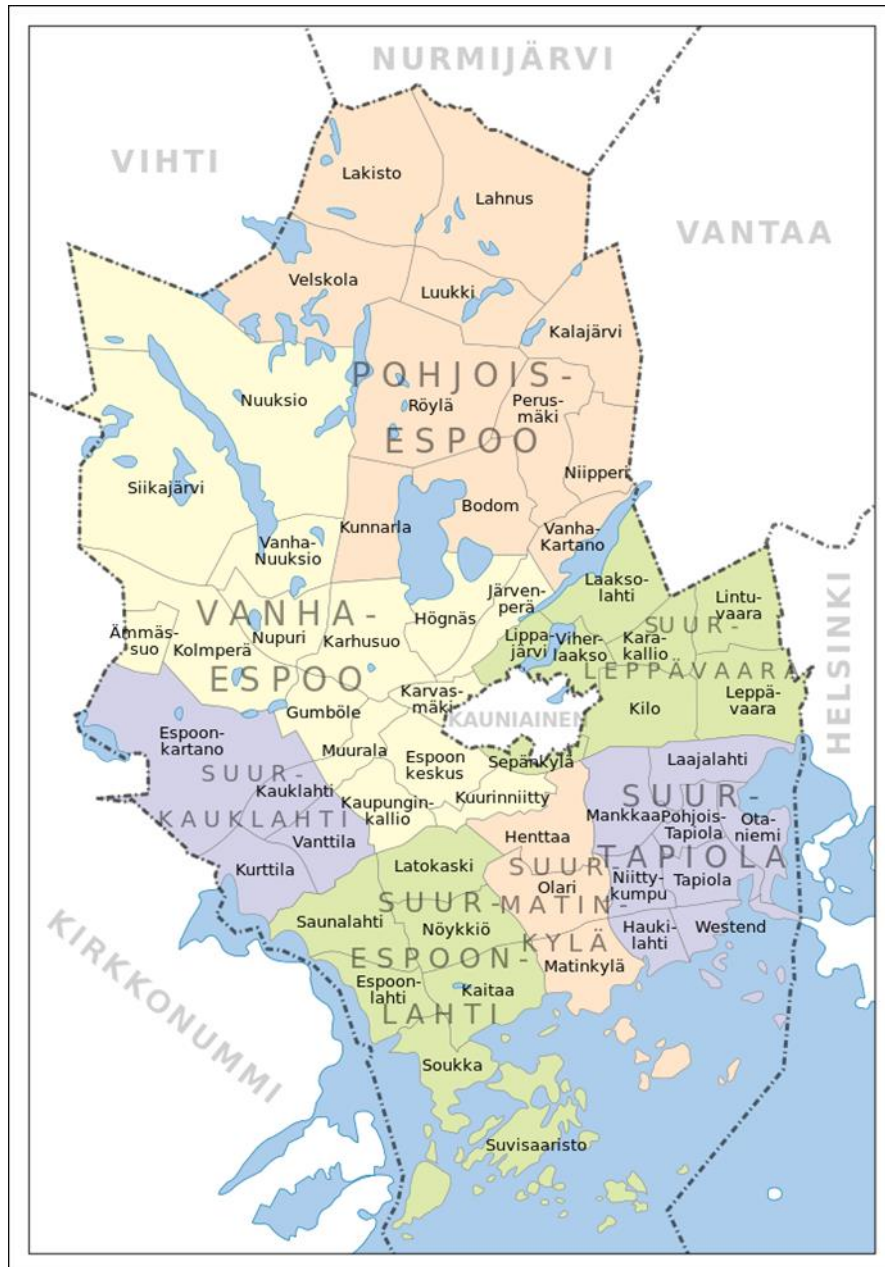 NURMIJÄRVI
VIHTI
VANTAA
Lakisto
Lahnus
Velskola
Luukki
Kalajärvi
POHJOIS-
ESPOO
Nuuksio
Röylä
Perus-
mäki
Niipperi
Siikajärvi
Kunnarla
Bodom
Vanha-
Nuuksio
Vanha-
Kartano
VANHA-
ESPOO
Ämmäs-
suo
Kolmperä
Nupuri
Karhusuo
Högnäs
Järven-
perä
Laakso-
lahti
Lintu-
vaara
SUUR-
LEPPÄVAARA
Lippa-
järvi
Viher-
laakso
Kara-
kallio
Kilo
Leppä-
vaara
HELSINKI
Karvas-
mäki
KAUNIAINEN
Gumböle
Espoon-
kartano
Muurala
Espoon
keskus
Sepänkylä
Laajalahti
SUUR-
KAUKLAHTI
Kauklahti
Kaupungin-
kallio
Kuurinniitty
SUUR-
TAPIOLA
Mankkaa
Pohjois-
Tapiola
Ota-
niemi
Vanttila
Kurttila
Henttaa
Latokaski
SUUR-
MATIN-
KYLÄ
Olari
Niitty-
kumpu
Tapiola
SUUR-
ESPOON-
LAHTI
Saunalahti
Nöykkiö
Hauki-
lahti
Westend
Matinkylä
Espoon-
lahti
Kaitaa
KIRKKONUMMI
Soukka
Suvisaaristo